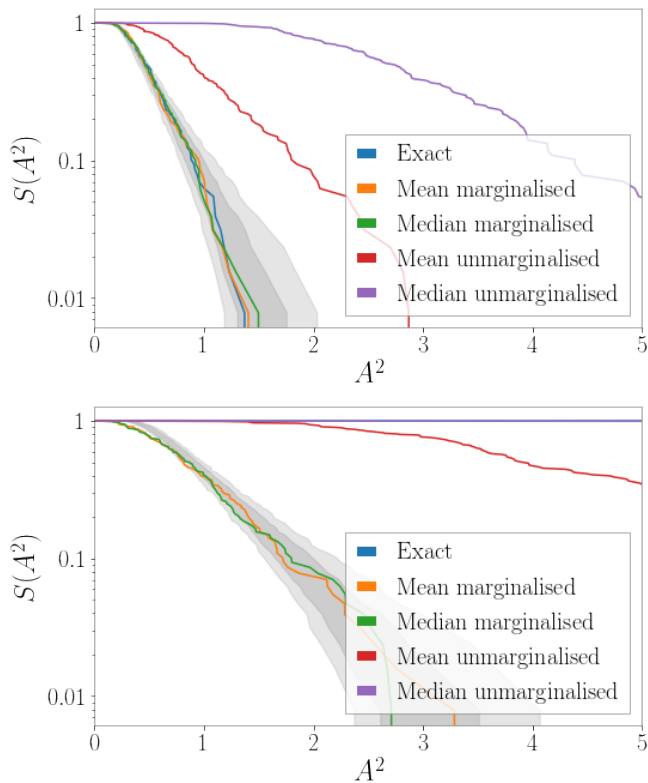 1
0.1
0.01
S(A²)
Exact
Mean marginalised
Median marginalised
Mean unmarginalised
Median unmarginalised
0 1 2 3 4 5
A²
1
0.1
0.01
S(A²)
Exact
Mean marginalised
Median marginalised
Mean unmarginalised
Median unmarginalised
0 1 2 3 4 5
A²